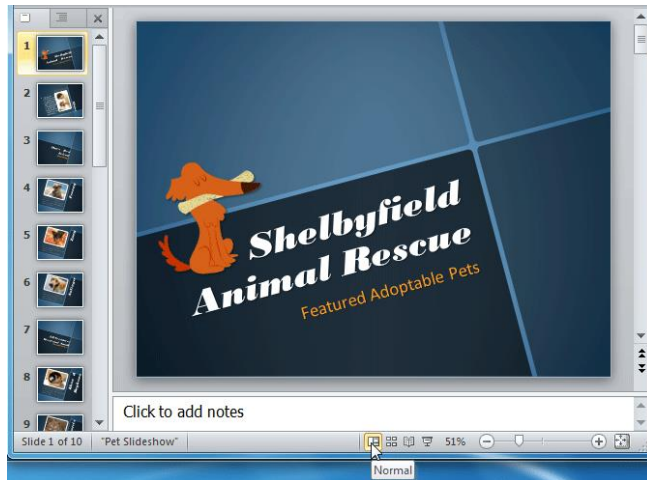 1
2
3
4
5
6
7
8
9
Shelbyfield
Animal Rescue
Featured Adoptable Pets
Click to add notes
Slide 1 of 10
"Pet Slideshow"
51%
Normal